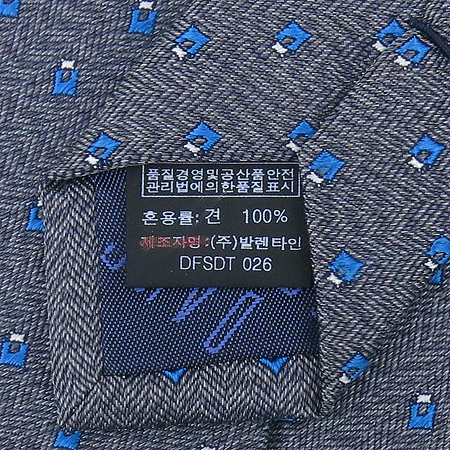 품질경영및공산품안전
관리법에의한품질표시
혼용률: 견 100%
제조자명:(주)발렌타인
DFSDT 026